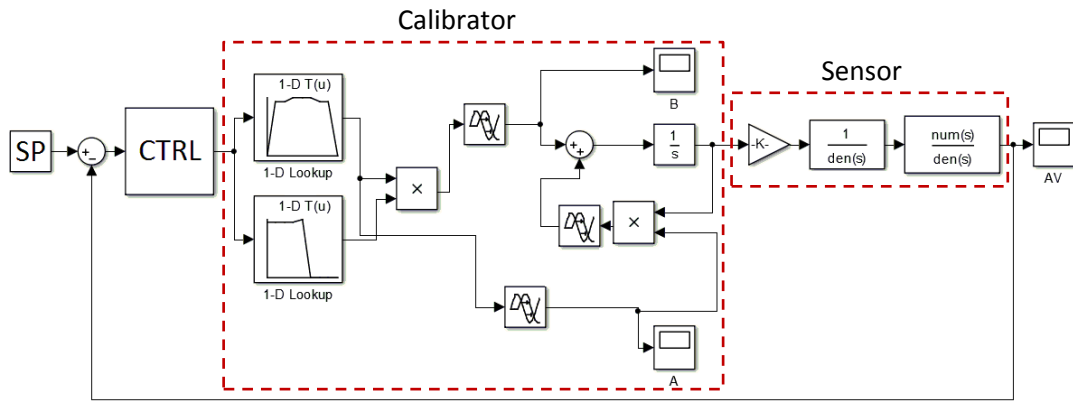 Calibrator
Sensor
SP
+
−
CTRL
1-D T(u)
1-D Lookup
1-D T(u)
1-D Lookup
×
B
+
+
1
s
×
A
-K-
1
den(s)
num(s)
den(s)
AV